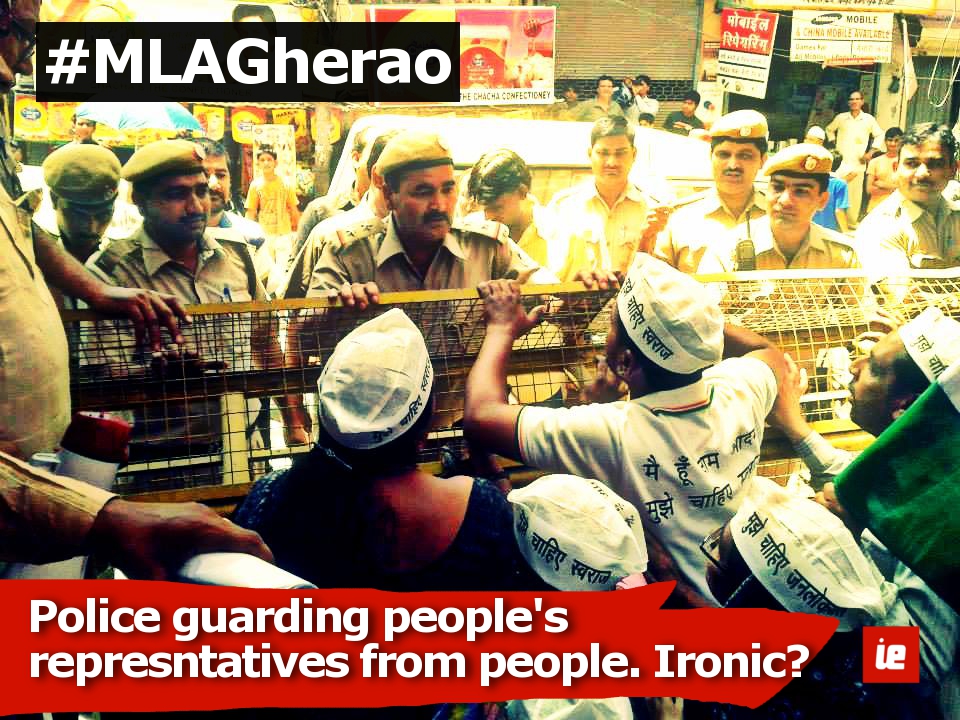 #MLAGherao
मोबाईल
रिपेयरिंग
SAMSUNG MOBILE
& CHINA MOBILE AVAILABLE
THE CHACHA CONFECTIONERY
मुझे चाहिए स्वराज
चाहिए स्वराज
मै हूँ आम आदमी
मुझे चाहिए
चाहिए स्वराज
मुझे चाहिए जनलोकपाल
Police guarding people's
represntatives from people. Ironic?
ie